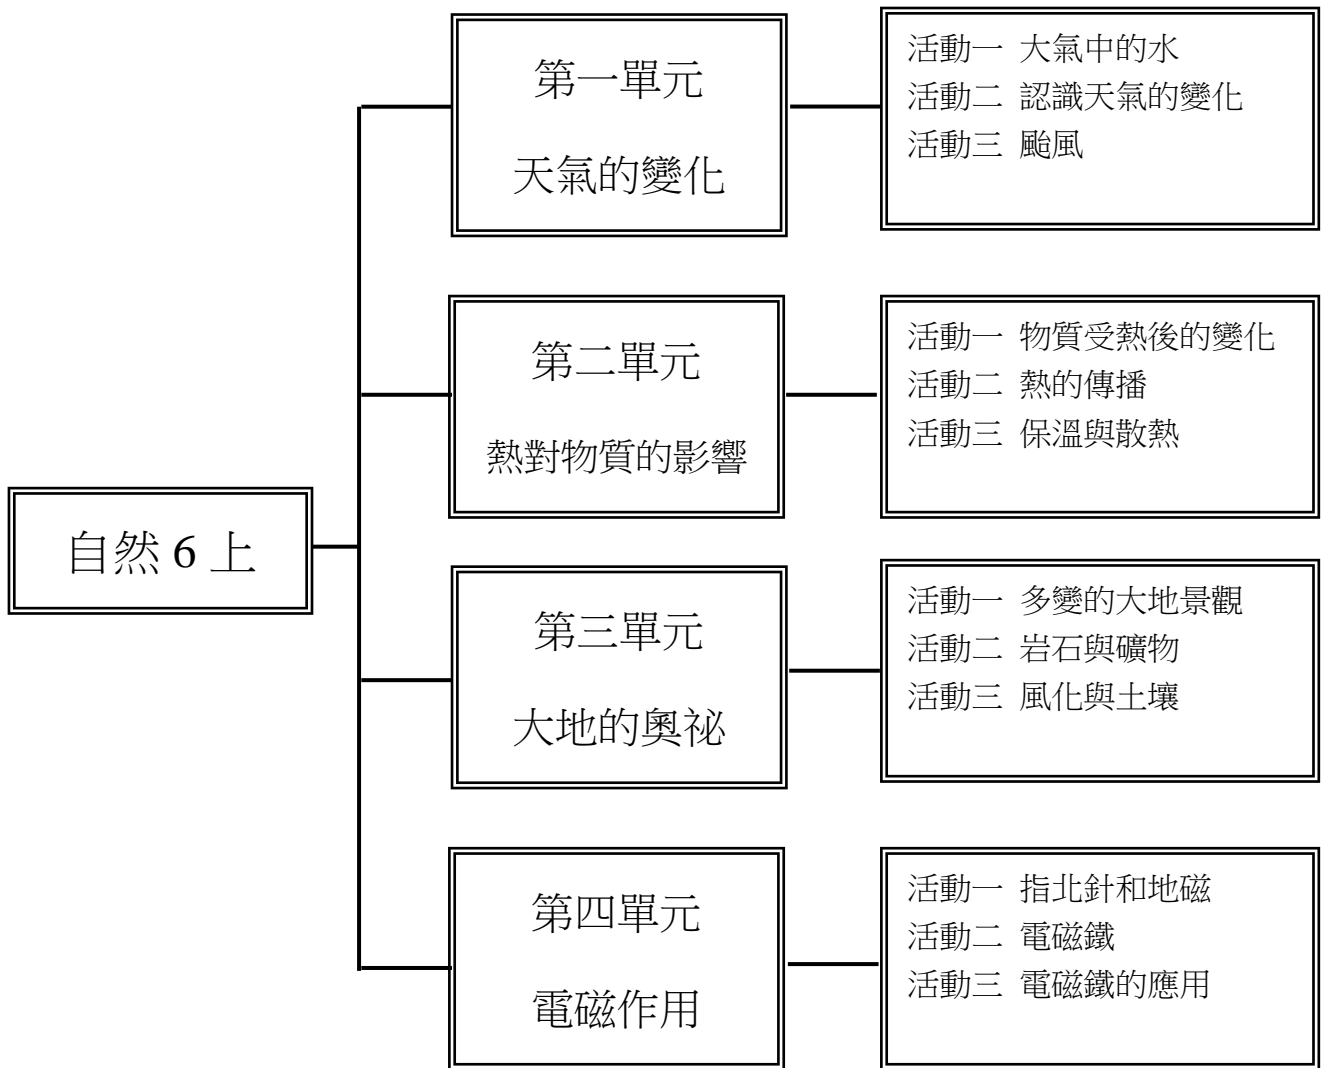 自然 6 上
第一單元
天氣的變化
活動一 大氣中的水
活動二 認識天氣的變化
活動三 颱風
第二單元
熱對物質的影響
活動一 物質受熱後的變化
活動二 熱的傳播
活動三 保溫與散熱
第三單元
大地的奧祕
活動一 多變的大地景觀
活動二 岩石與礦物
活動三 風化與土壤
第四單元
電磁作用
活動一 指北針和地磁
活動二 電磁鐵
活動三 電磁鐵的應用